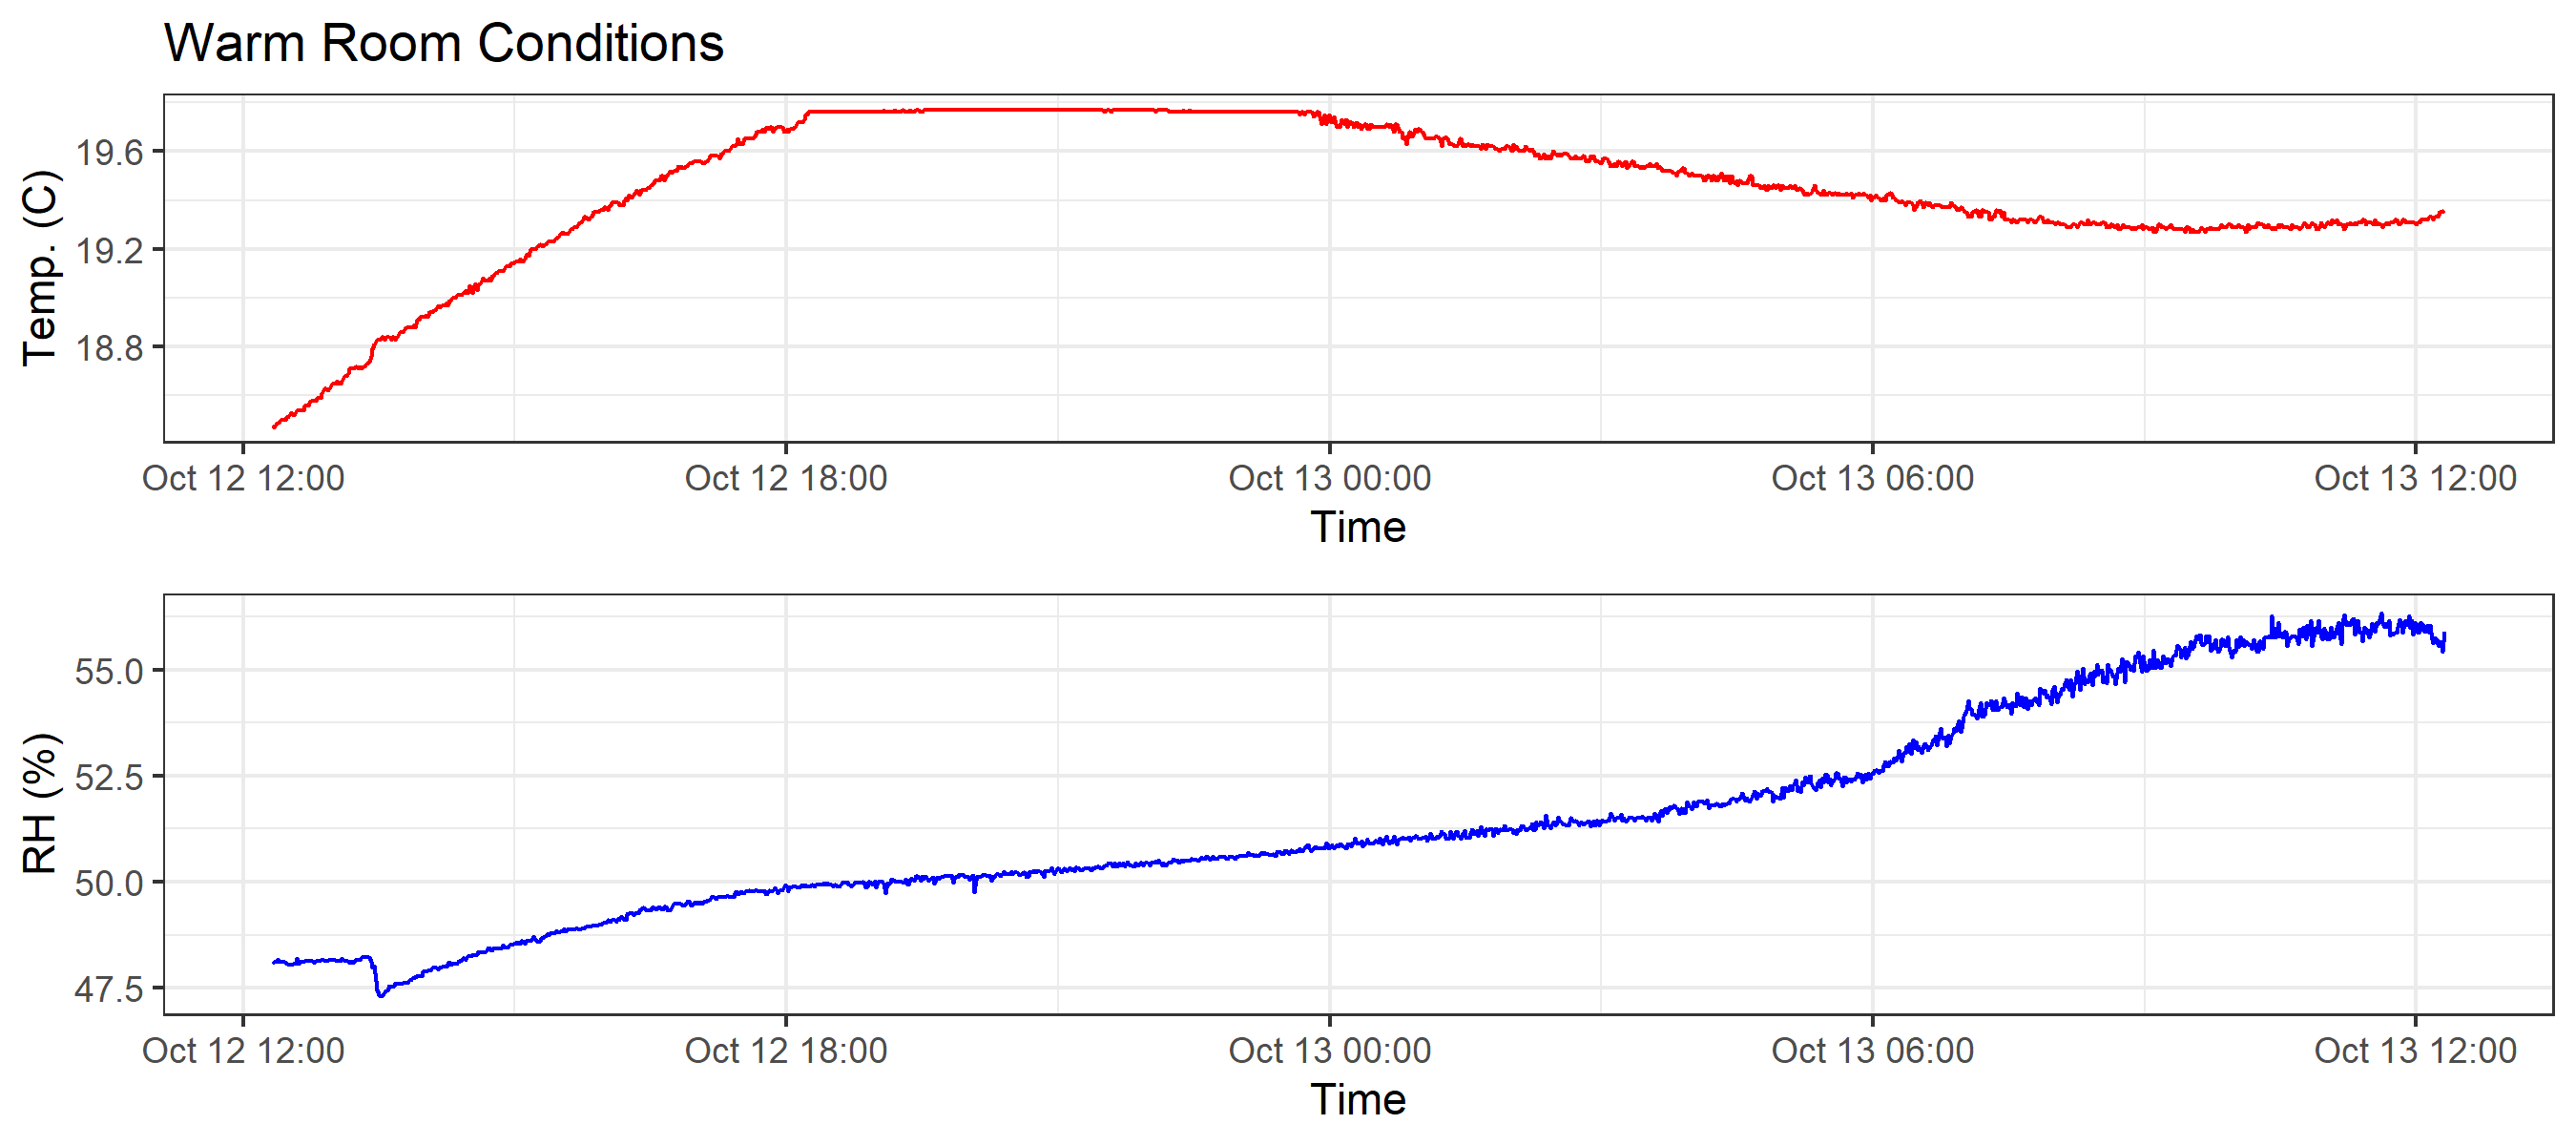 Warm Room Conditions
Temp. (C)
19.6
19.2
18.8
Oct 12 12:00 Oct 12 18:00 Oct 13 00:00 Oct 13 06:00 Oct 13 12:00
Time
RH (%)
55.0
52.5
50.0
47.5
Oct 12 12:00 Oct 12 18:00 Oct 13 00:00 Oct 13 06:00 Oct 13 12:00
Time